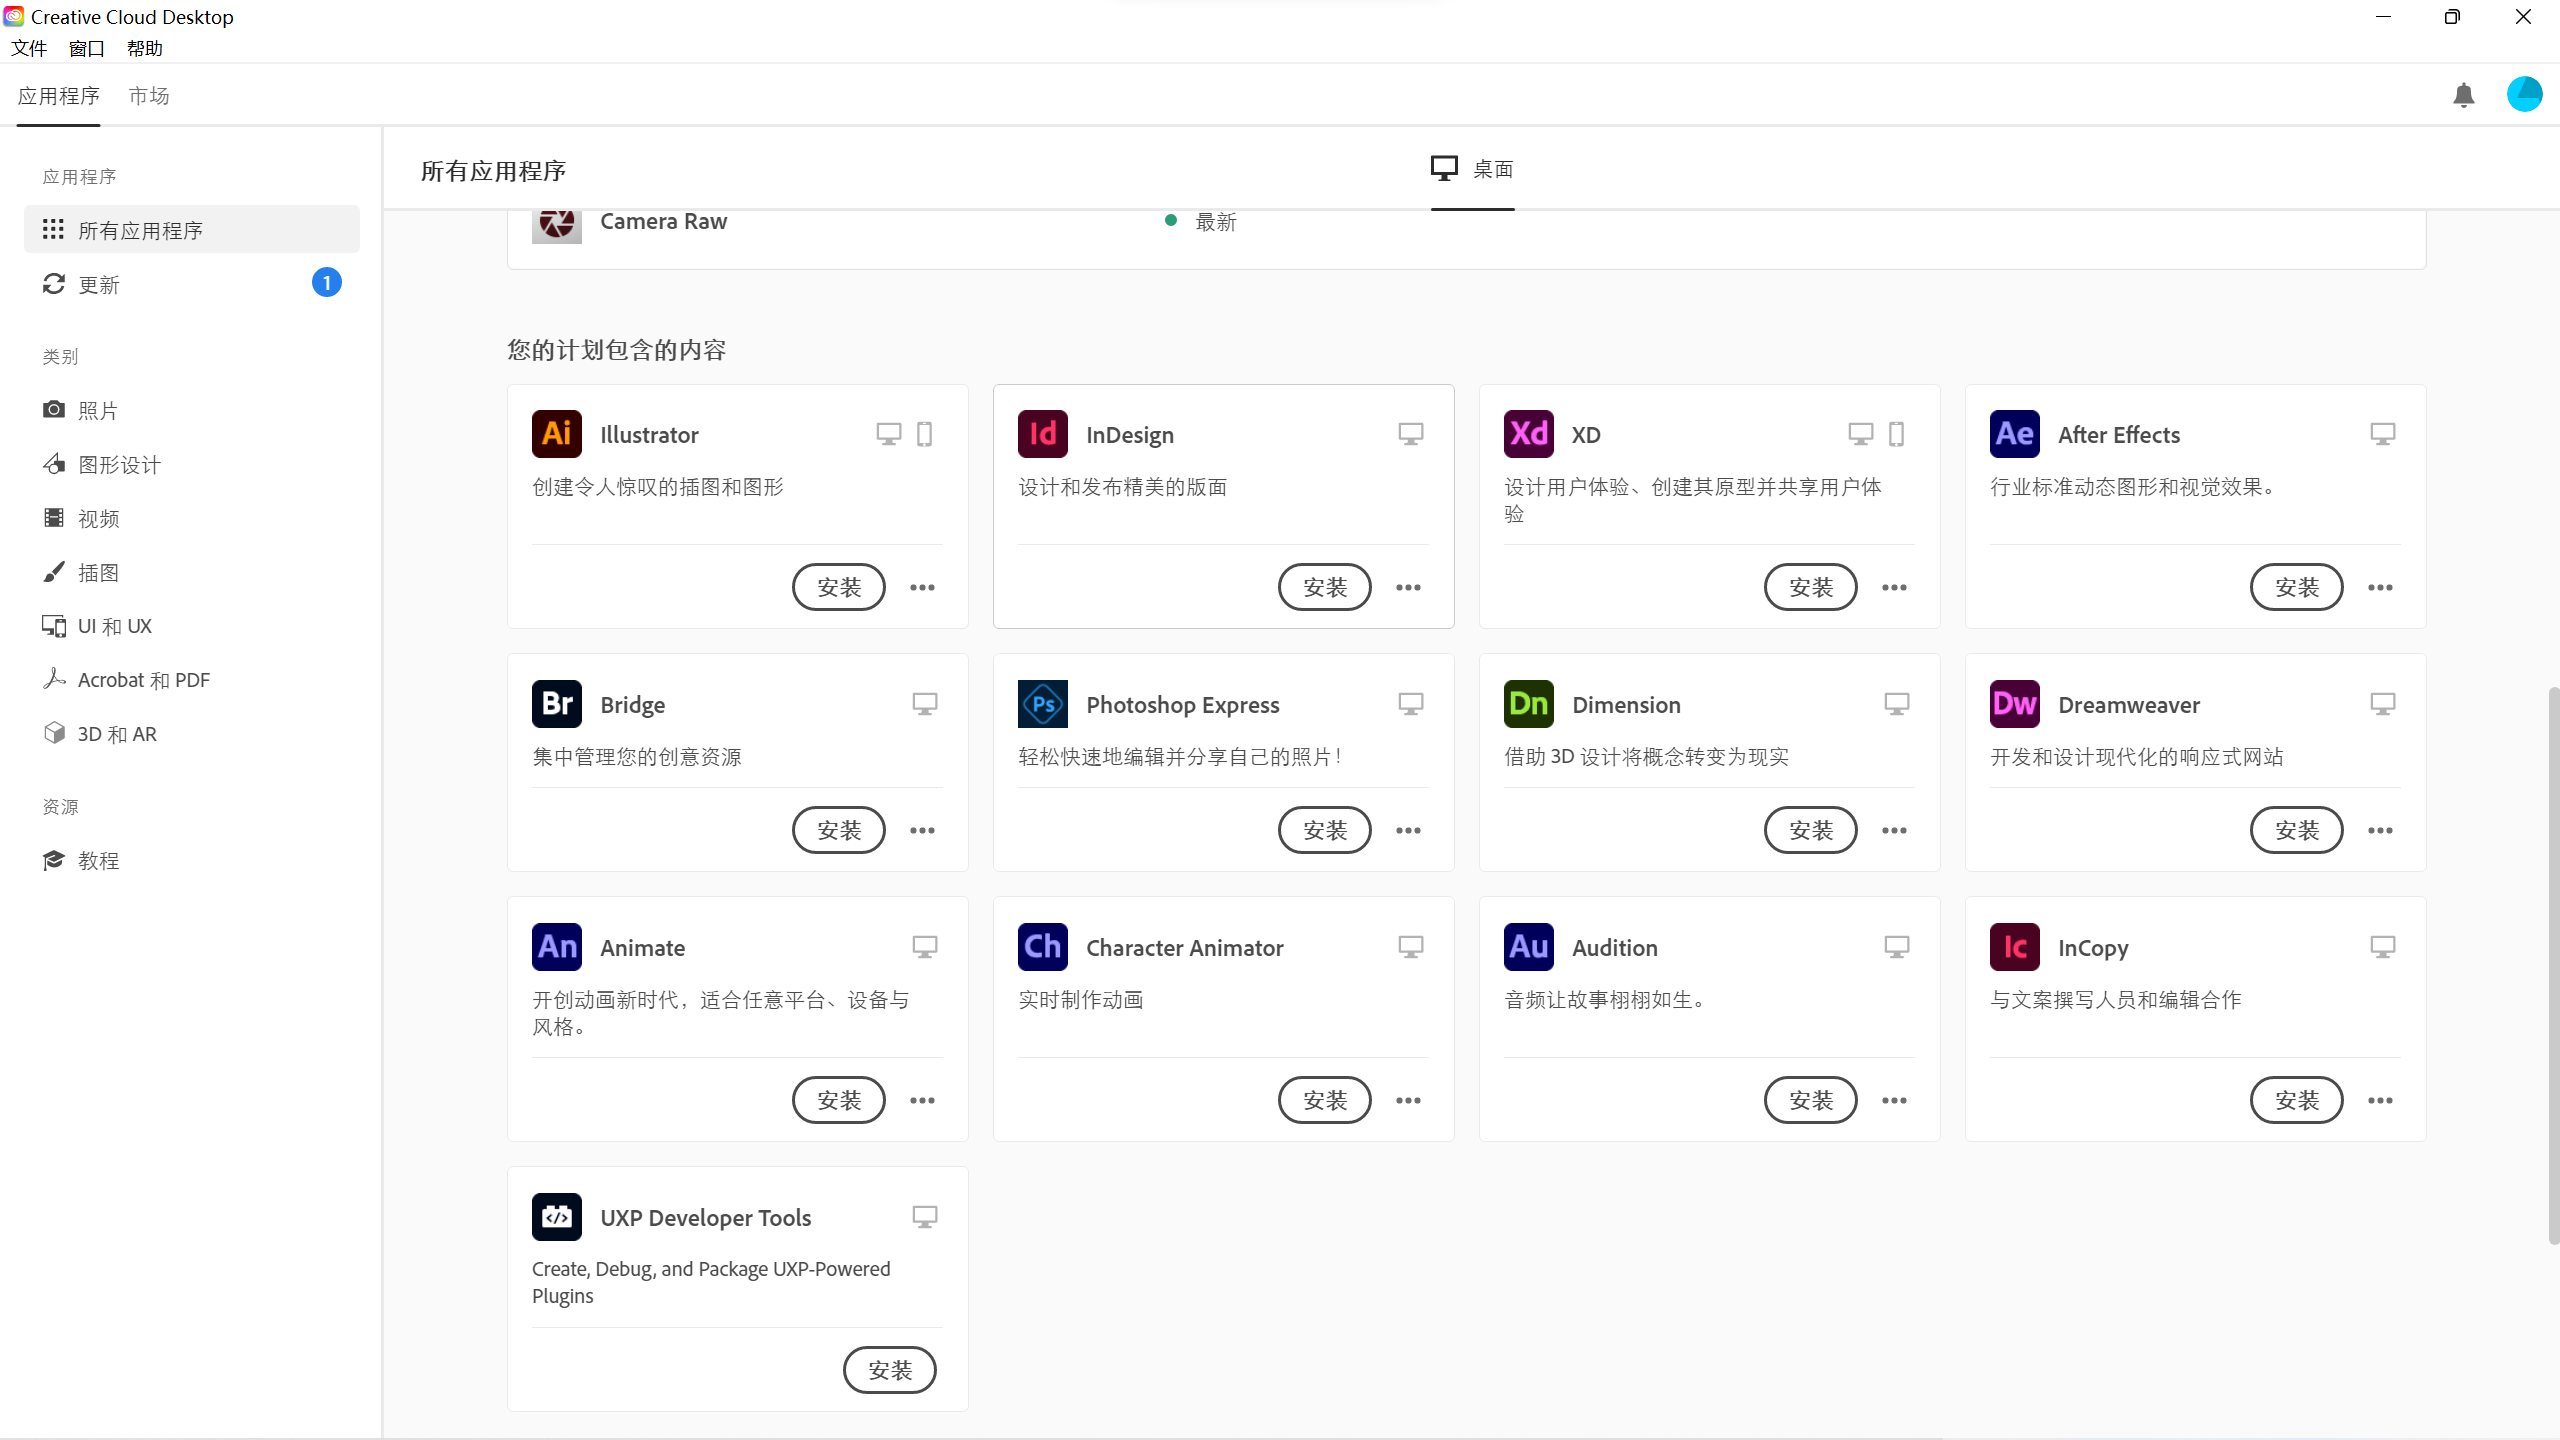 Creative Cloud Desktop
文件 窗口 帮助
应用程序 市场
应用程序
所有应用程序
更新 1
类别
照片
图形设计
视频
插图
UI 和 UX
Acrobat 和 PDF
3D 和 AR
资源
教程
所有应用程序 桌面
Camera Raw 最新
您的计划包含的内容
Ai Illustrator
创建令人惊叹的插图和图形
安装
Id InDesign
设计和发布精美的版面
安装
Xd XD
设计用户体验、创建其原型并共享用户体
验
安装
Ae After Effects
行业标准动态图形和视觉效果。
安装
Br Bridge
集中管理您的创意资源
安装
Ps Photoshop Express
轻松快速地编辑并分享自己的照片！
安装
Dn Dimension
借助 3D 设计将概念转变为现实
安装
Dw Dreamweaver
开发和设计现代化的响应式网站
安装
An Animate
开创动画新时代，适合任意平台、设备与
风格。
安装
Ch Character Animator
实时制作动画
安装
Au Audition
音频让故事栩栩如生。
安装
Ic InCopy
与文案撰写人员和编辑合作
安装
UXP Developer Tools
Create, Debug, and Package UXP-Powered
Plugins
安装